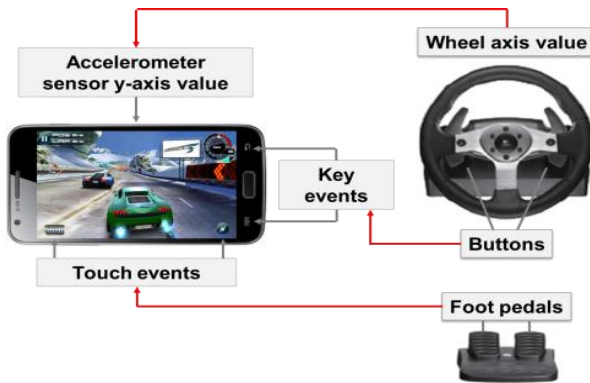 Wheel axis value
Accelerometer
sensor y-axis value
Key
events
Buttons
Touch events
Foot pedals